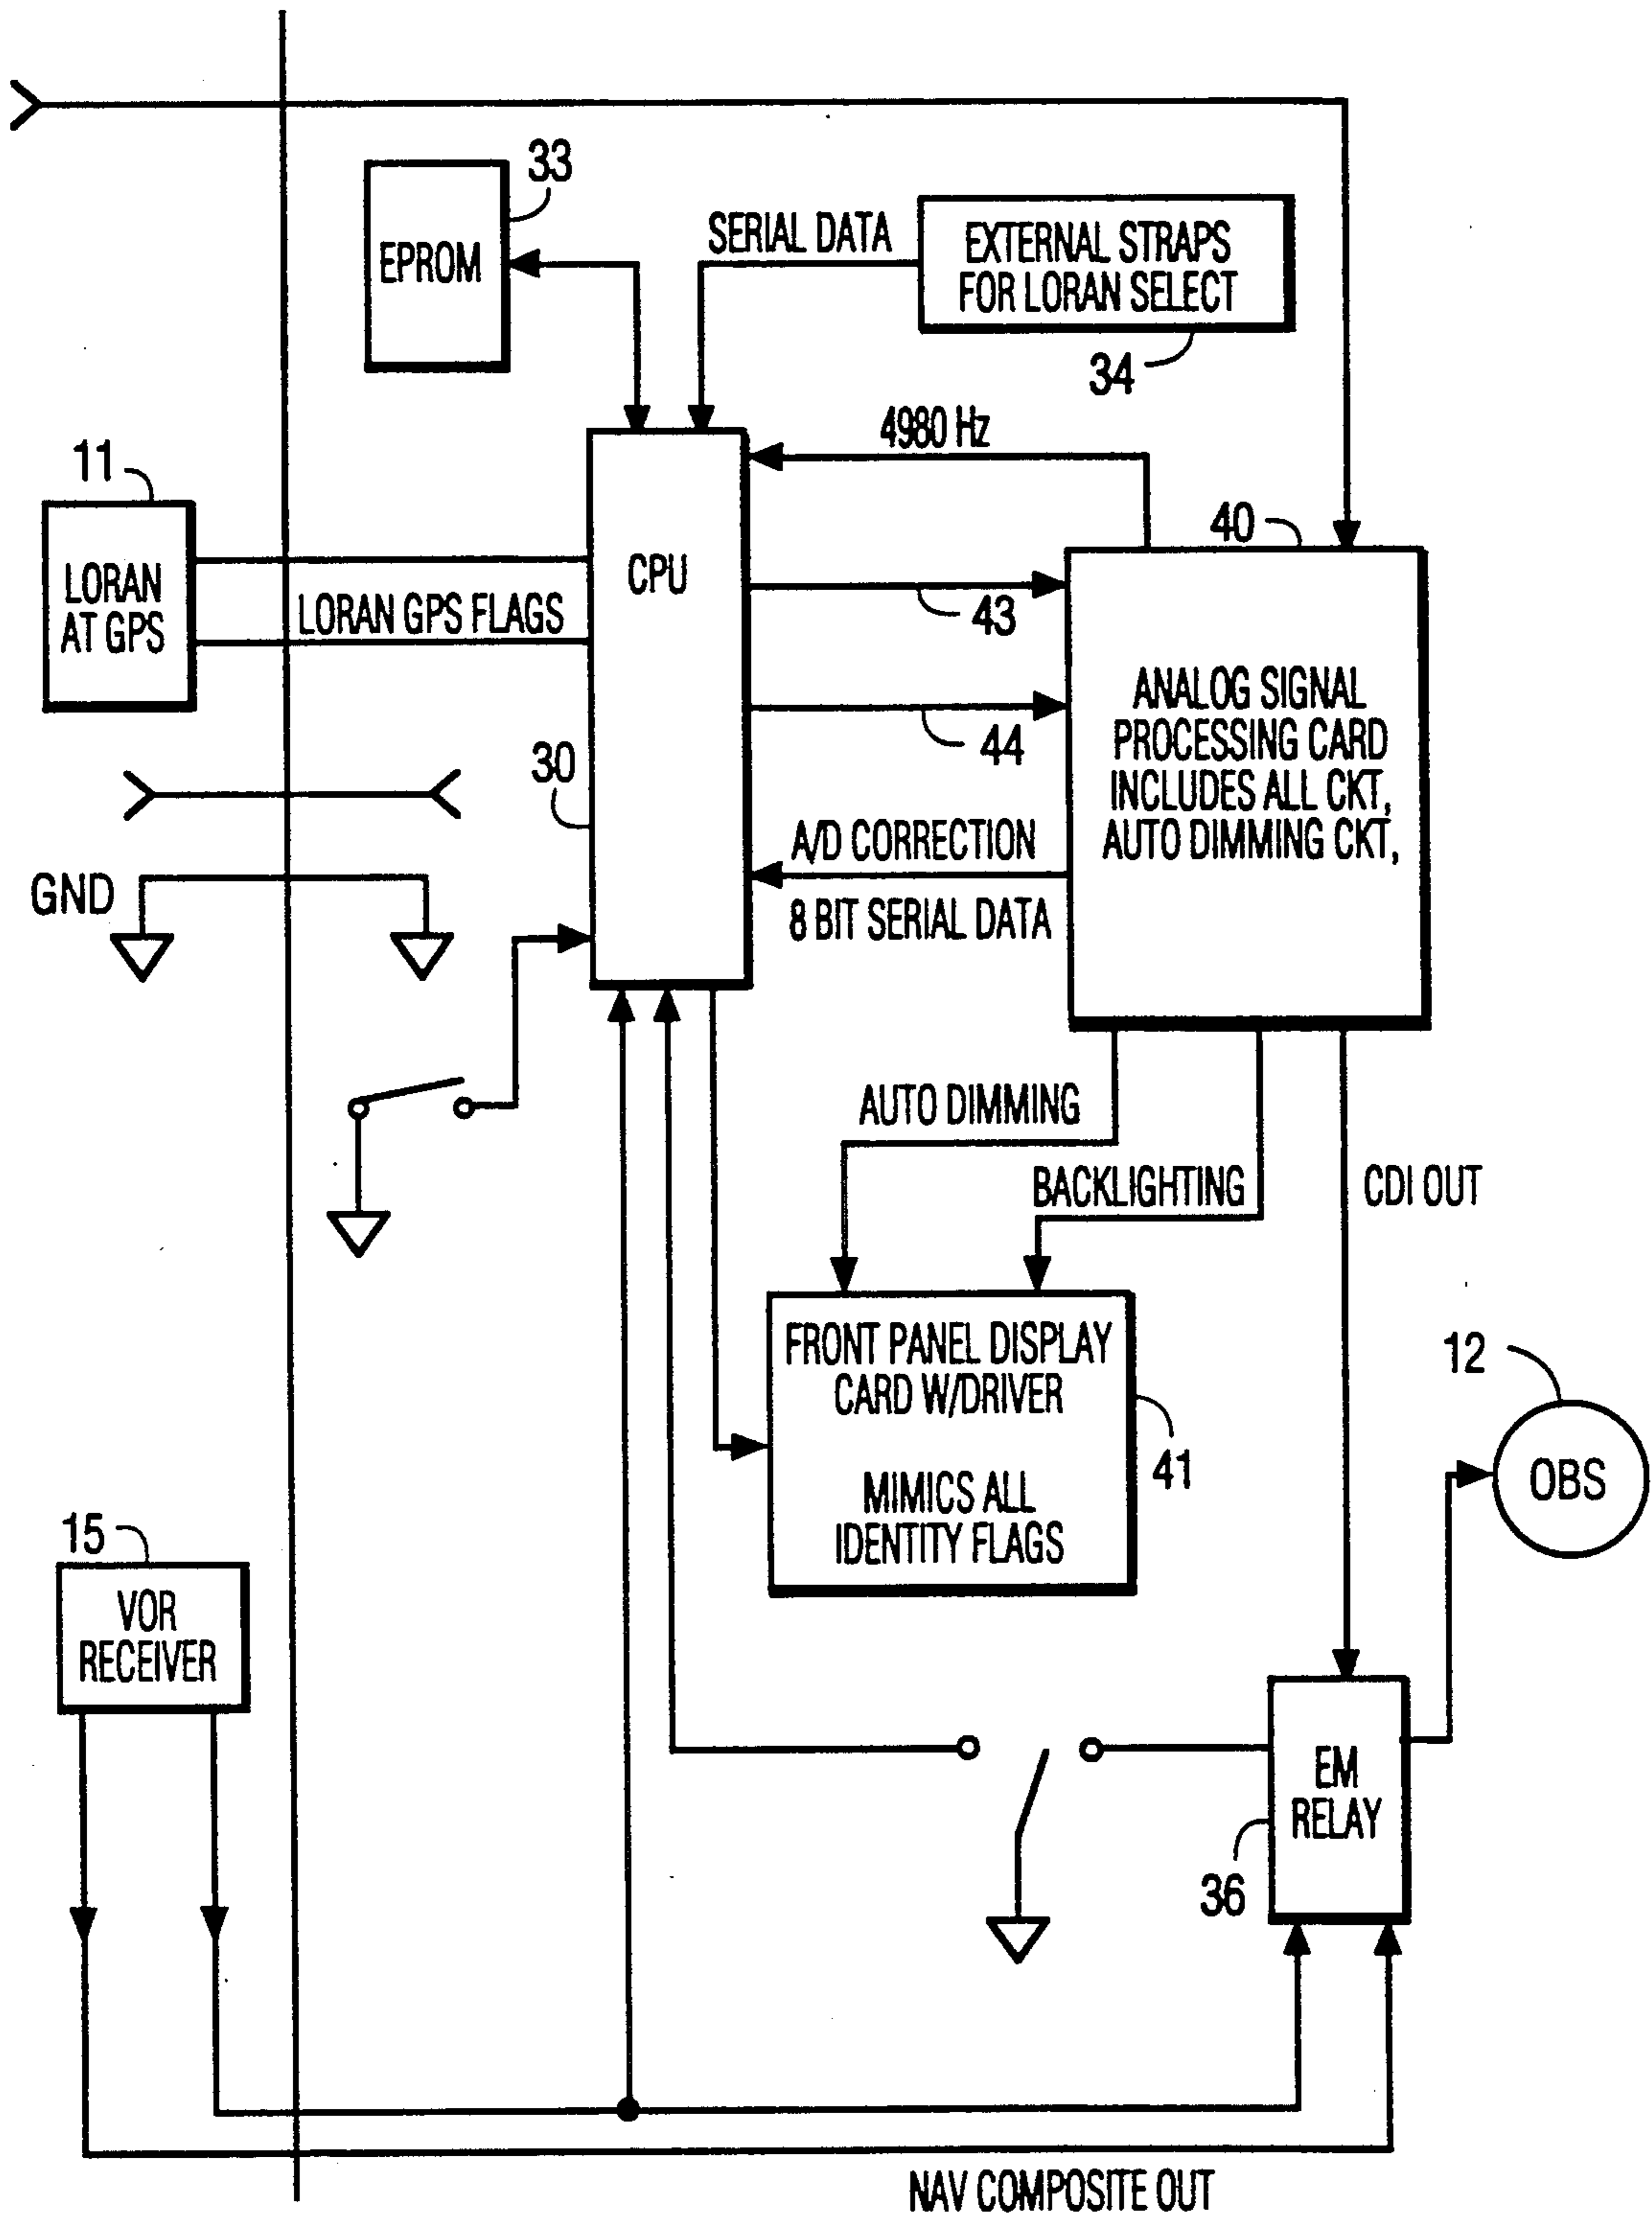 33
EPROM
SERIAL DATA
EXTERNAL STRAPS
FOR LORAN SELECT
34
4980 Hz
11
LORAN
AT GPS
LORAN GPS FLAGS
CPU
40
43
44
ANALOG SIGNAL
PROCESSING CARD
INCLUDES ALL CKT,
AUTO DIMMING CKT,
30
A/D CORRECTION
8 BIT SERIAL DATA
GND
AUTO DIMMING
BACKLIGHTING
CDI OUT
FRONT PANEL DISPLAY
CARD W/DRIVER
MIMICS ALL
IDENTITY FLAGS
41
12
OBS
15
VOR
RECEIVER
EM
RELAY
36
NAV COMPOSITE OUT